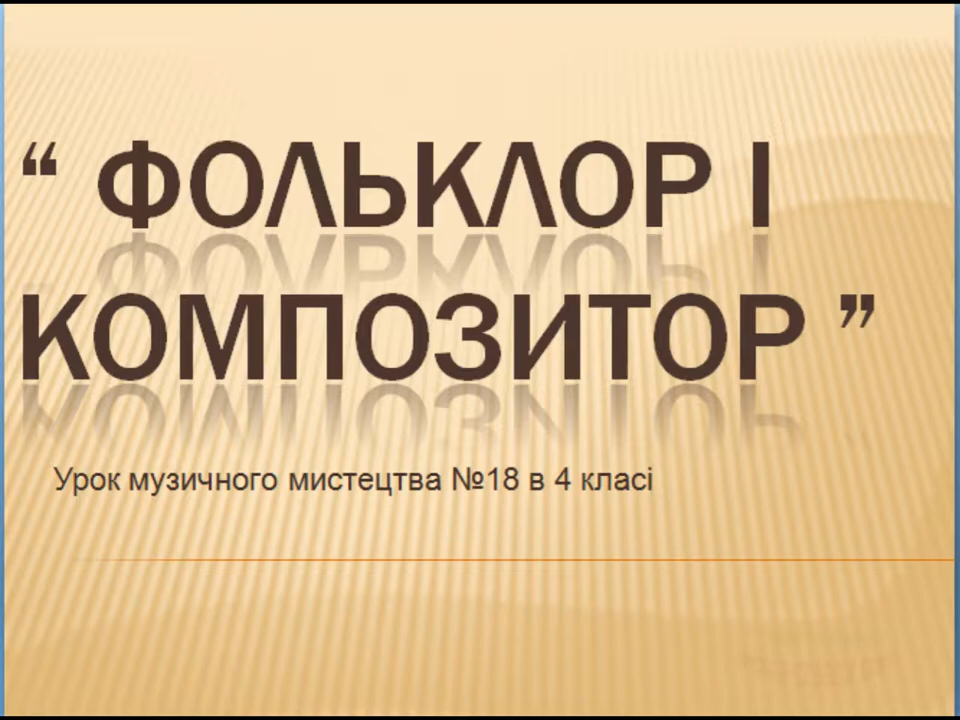 “ ФОЛЬКЛОР І
КОМПОЗИТОР ”
Урок музичного мистецтва №18 в 4 класі